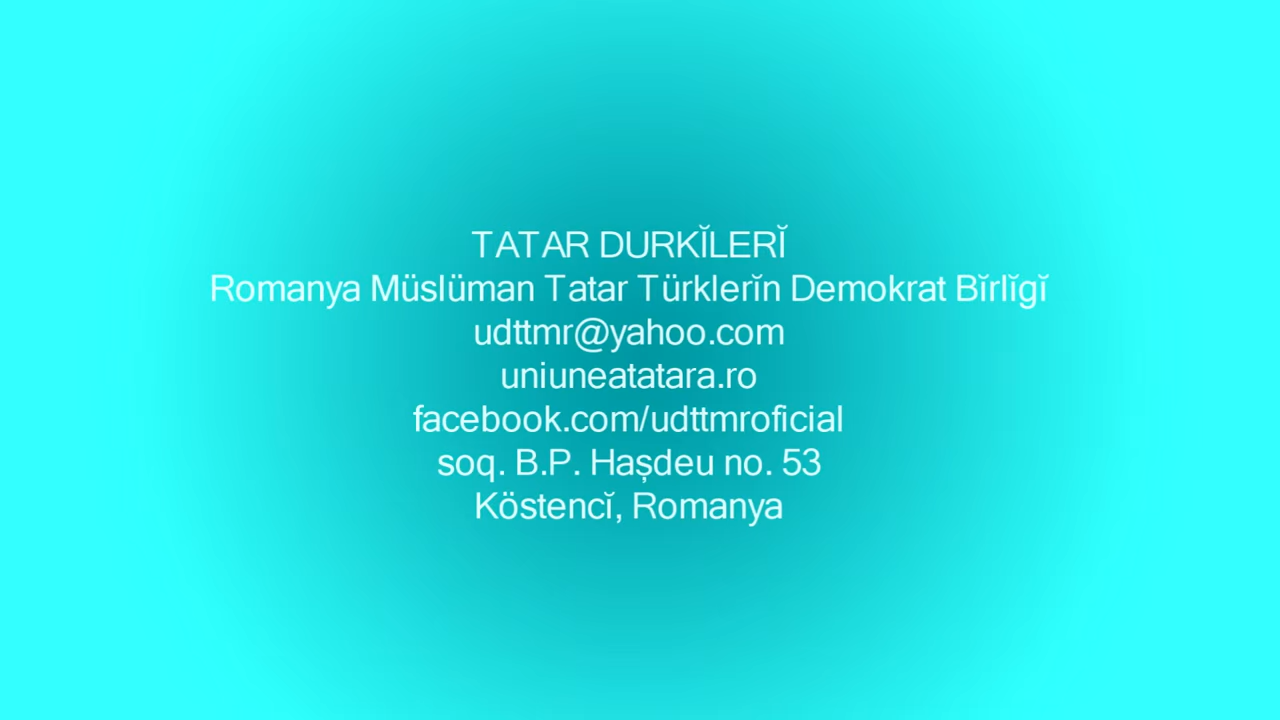 TATAR DURKĬLERĬ
Romanya Müslüman Tatar Türklerĭn Demokrat Bĭrlĭgĭ
udttmr@yahoo.com
uniuneatatara.ro
facebook.com/udttmroficial
soq. B.P. Hașdeu no. 53
Köstencĭ, Romanya